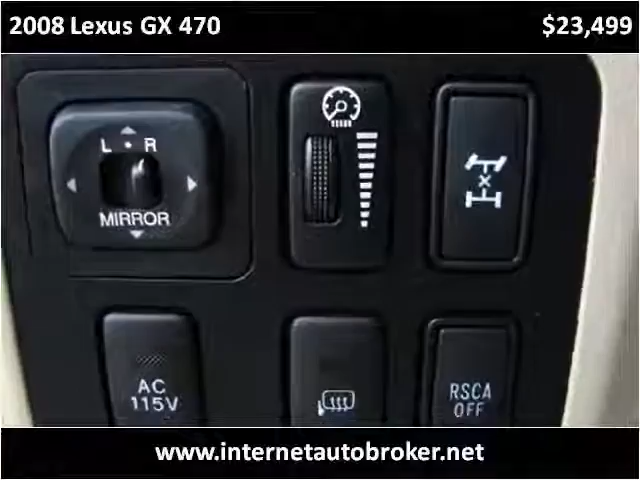 2008 Lexus GX 470 $23,499
L • R
MIRROR
AC
115V
RSCA
OFF
www.internetautobroker.net